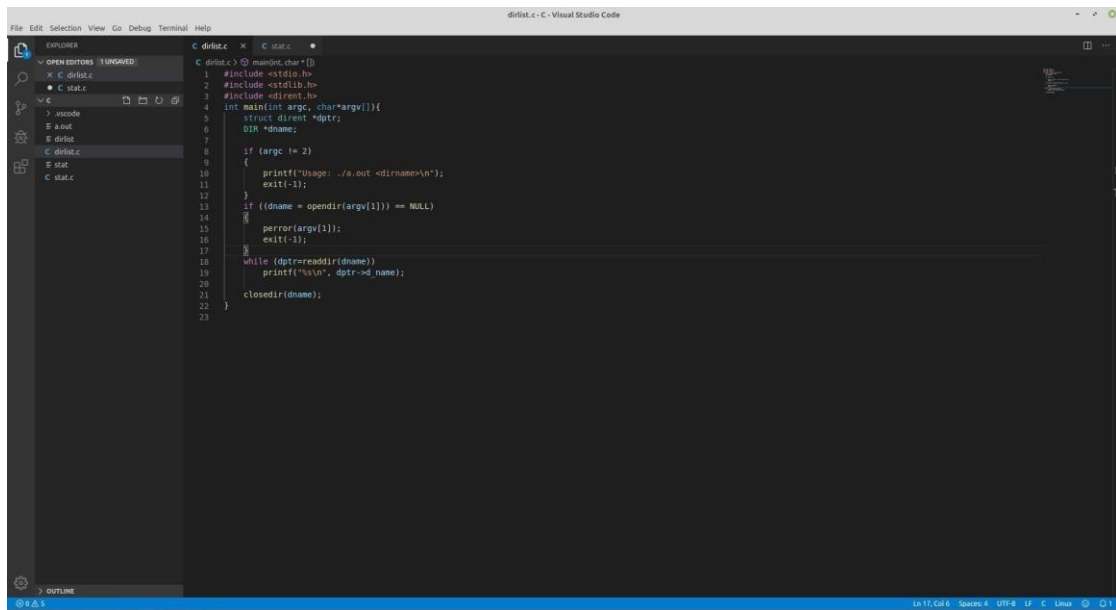 dirlist.c - C - Visual Studio Code
File Edit Selection View Go Debug Terminal Help
EXPLORER
OPEN EDITORS 1 UNSAVED
C dirlist.c
C stat.c
C
.vscode
a.out
dirlist
C dirlist.c
stat
C stat.c
OUTLINE
C dirlist.c × C stat.c
C dirlist.c > main(int, char * [])
1 #include <stdio.h>
2 #include <stdlib.h>
3 #include <dirent.h>
4 int main(int argc, char*argv[]){
5 struct dirent *dptr;
6 DIR *dname;
7
8 if (argc != 2)
9 {
10 printf("Usage: ./a.out <dirname>\n");
11 exit(-1);
12 }
13 if ((dname = opendir(argv[1])) == NULL)
14 {
15 perror(argv[1]);
16 exit(-1);
17 }
18 while (dptr=readdir(dname))
19 printf("%s\n", dptr->d_name);
20
21 closedir(dname);
22 }
23
0 5 Ln 17, Col 6 Spaces: 4 UTF-8 LF C Linux 1